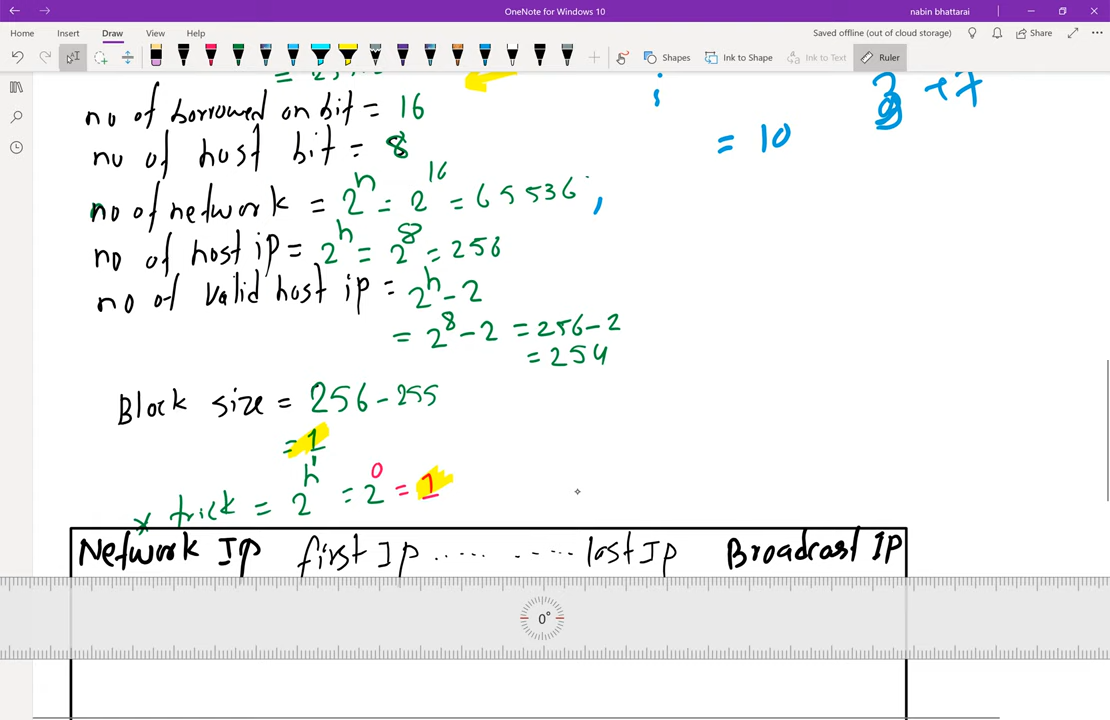 OneNote for Windows 10
nabin bhattarai
Home Insert Draw View Help
Saved offline (out of cloud storage) Share
Shapes Ink to Shape Ink to Text Ruler
no of borrowed on bit = 16
no of host bit = 8
no of network = 2^n = 2^16 = 65536,
no of host ip = 2^h = 2^8 = 256
no of valid host ip = 2^h - 2
= 2^8 - 2 = 256 - 2
= 254
+7
= 10
Block size = 256 - 255
= 1
* trick = 2^h' = 2^0 = 1
Network Ip first Ip ..... ...... last Ip Broadcast IP
0°